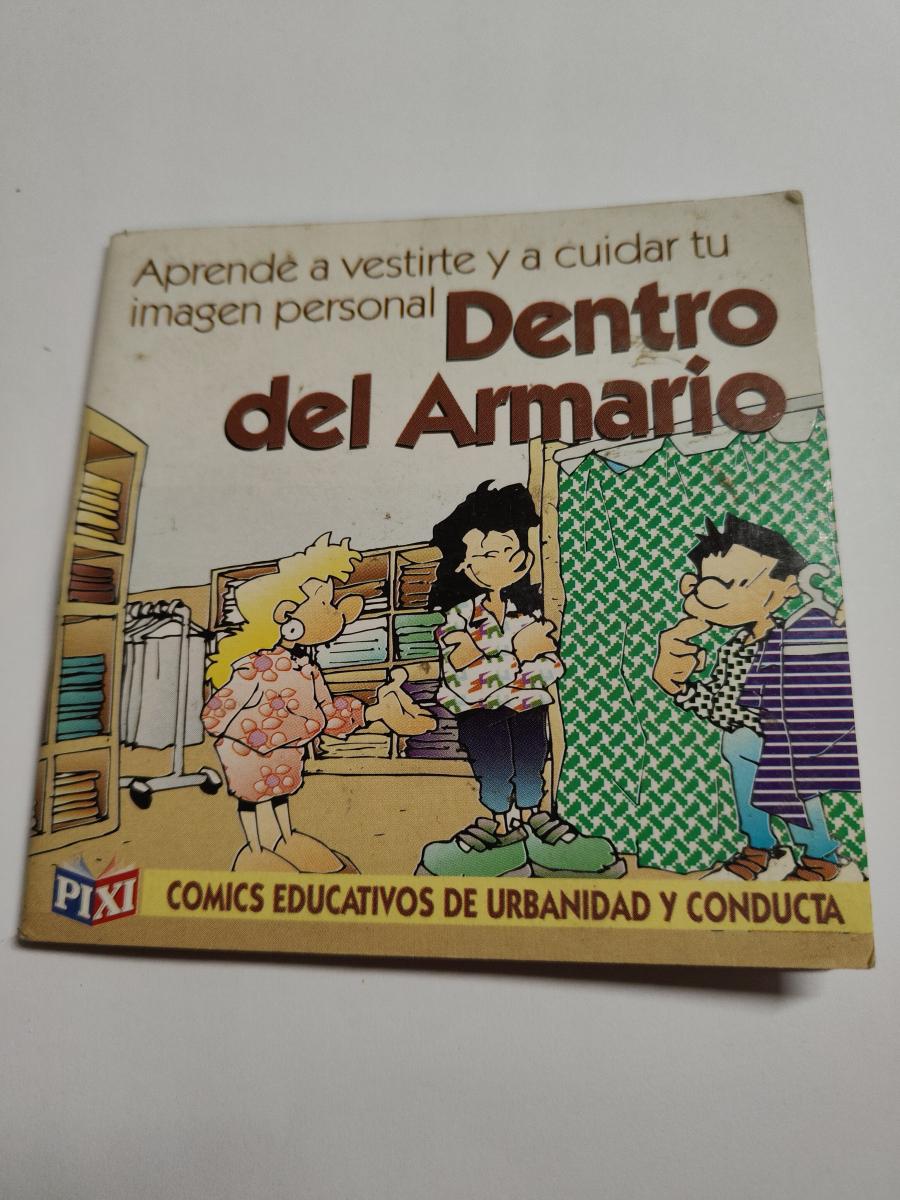 Aprende a vestirte y a cuidar tu
imagen personal Dentro
del Armario
PIXI
COMICS EDUCATIVOS DE URBANIDAD Y CONDUCTA